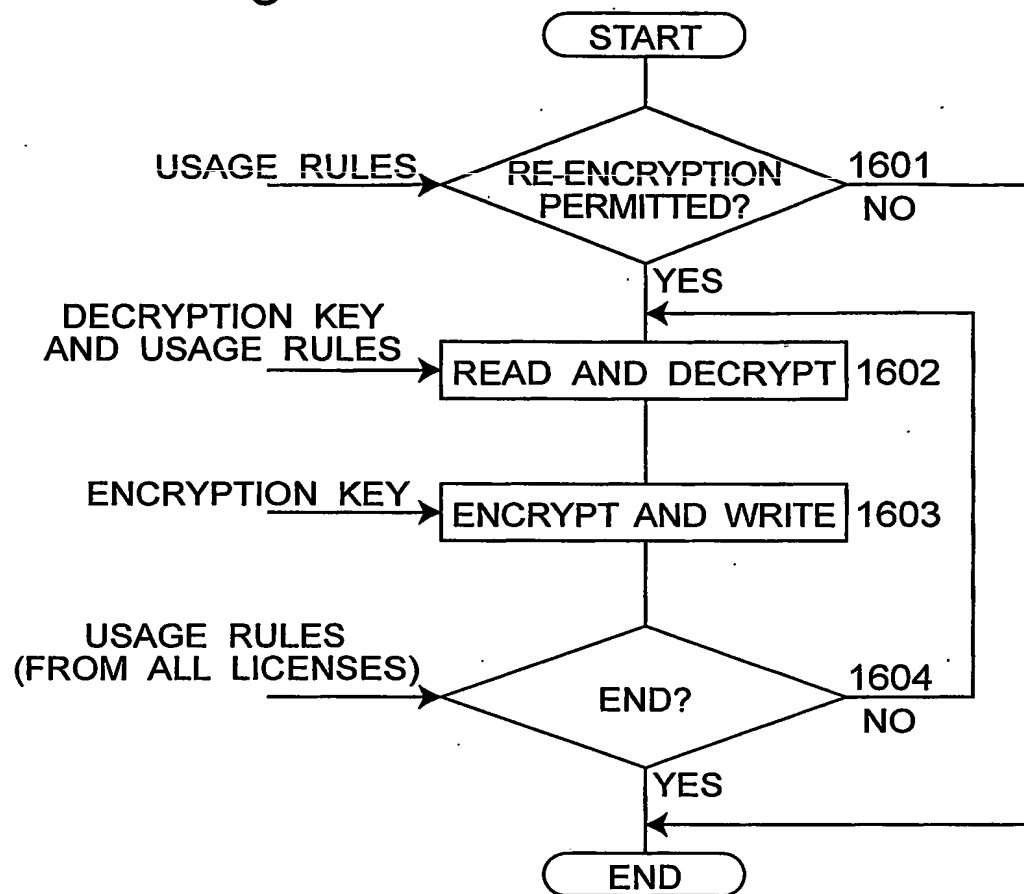 START
USAGE RULES
RE-ENCRYPTION
PERMITTED?
1601
NO
YES
DECRYPTION KEY
AND USAGE RULES
READ AND DECRYPT
1602
ENCRYPTION KEY
ENCRYPT AND WRITE
1603
USAGE RULES
(FROM ALL LICENSES)
END?
1604
NO
YES
END